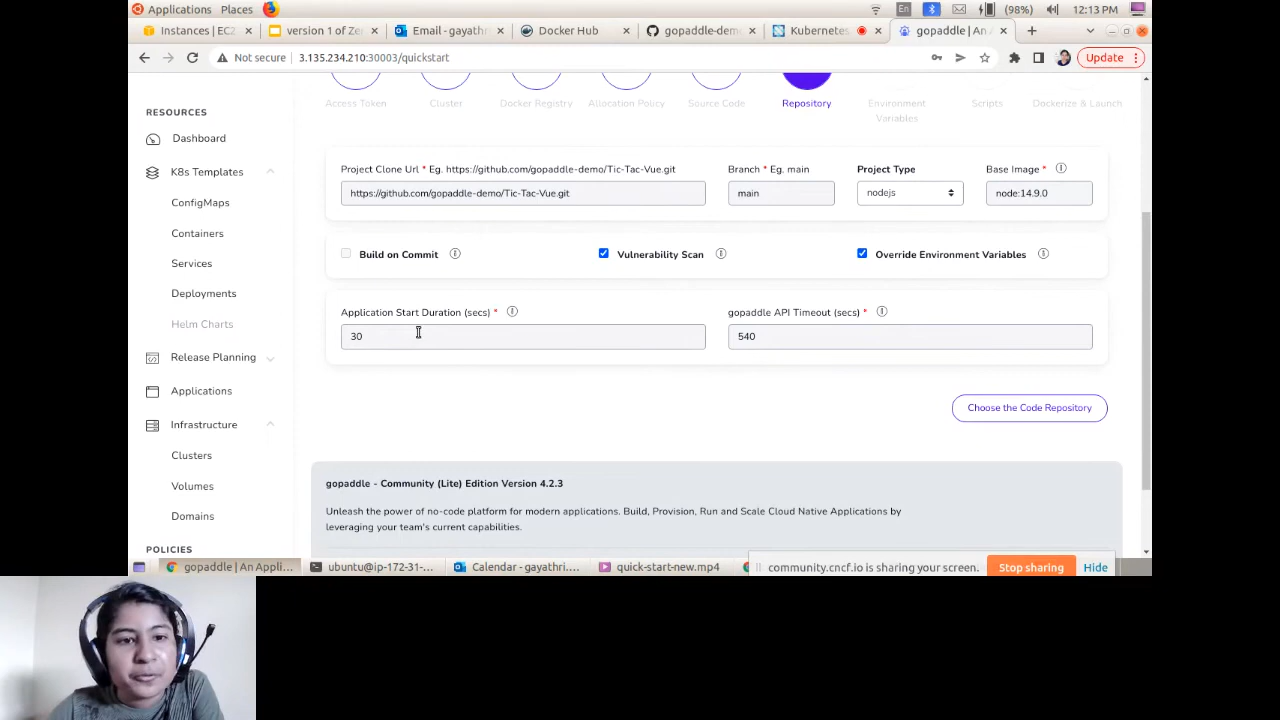 Applications Places En (98%) 12:13 PM
Instances | EC2 version 1 of Ze Email - gayathri Docker Hub gopaddle-dem Kubernetes gopaddle | An A
Not secure 3.135.234.210:30003/quickstart Update
RESOURCES
Dashboard
K8s Templates
ConfigMaps
Containers
Services
Deployments
Helm Charts
Release Planning
Applications
Infrastructure
Clusters
Volumes
Domains
POLICIES
Access Token Cluster Docker Registry Allocation Policy Source Code Repository Environment Variables Scripts Dockerize & Launch
Project Clone Url * Eg. https://github.com/gopaddle-demo/Tic-Tac-Vue.git Branch * Eg. main Project Type Base Image *
https://github.com/gopaddle-demo/Tic-Tac-Vue.git main nodejs node:14.9.0
Build on Commit Vulnerability Scan Override Environment Variables
Application Start Duration (secs) * gopaddle API Timeout (secs) *
30 540
Choose the Code Repository
gopaddle - Community (Lite) Edition Version 4.2.3
Unleash the power of no-code platform for modern applications. Build, Provision, Run and Scale Cloud Native Applications by
leveraging your team's current capabilities.
gopaddle | An Appli... ubuntu@ip-172-31-... Calendar - gayathri.... quick-start-new.mp4 community.cncf.io is sharing your screen. Stop sharing Hide